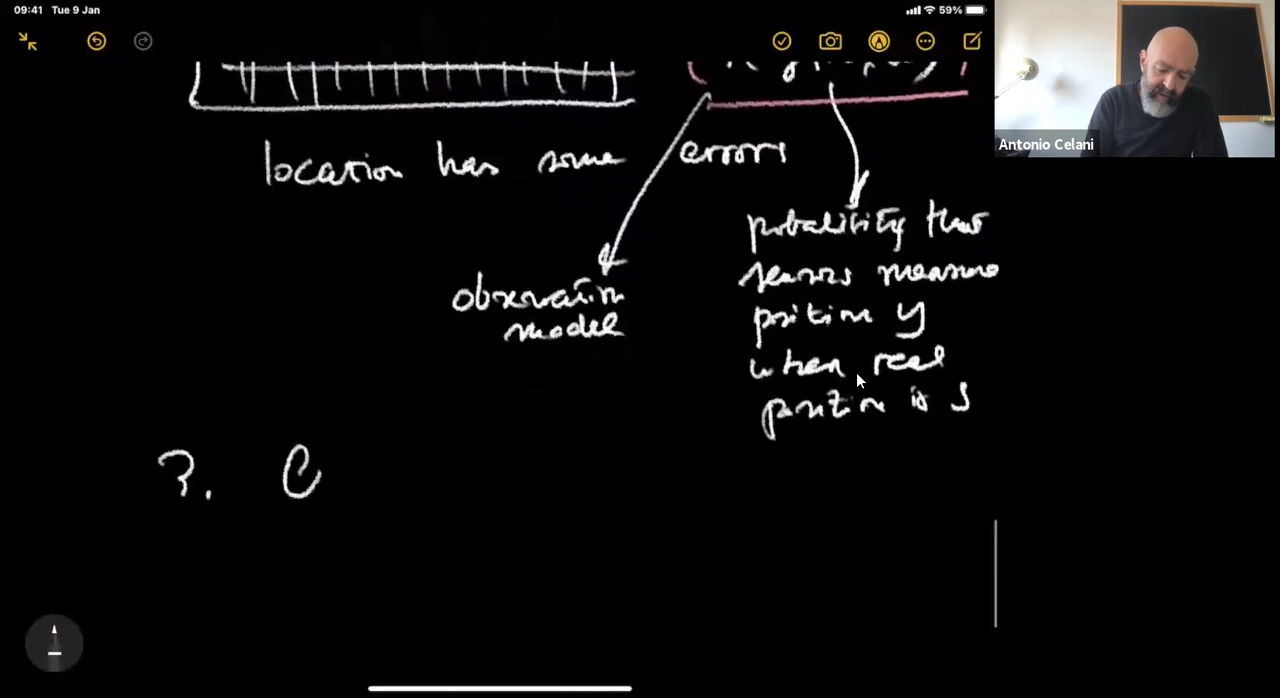 09:41 Tue 9 Jan
59%
Antonio Celani
location has some errors
observation
model
probability that
sensors measure
position y
when real
position is s
3. C